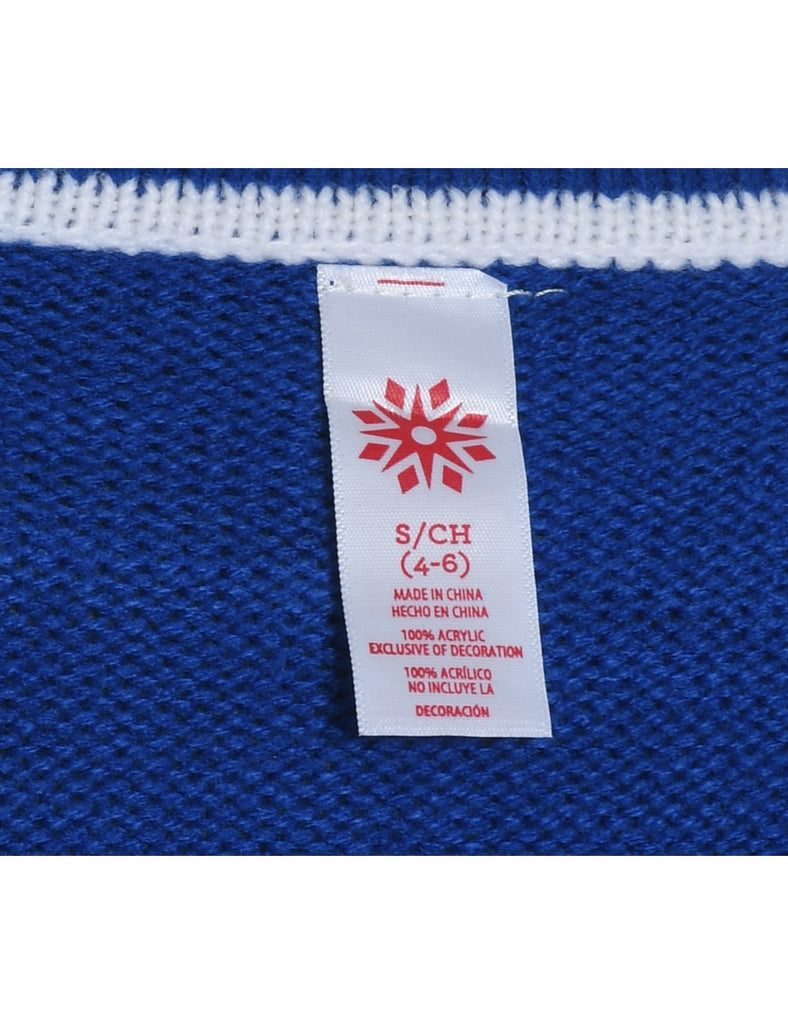 S/CH
(4-6)
MADE IN CHINA
HECHO EN CHINA
100% ACRYLIC
EXCLUSIVE OF DECORATION
100% ACRÍLICO
NO INCLUYE LA
DECORACIÓN